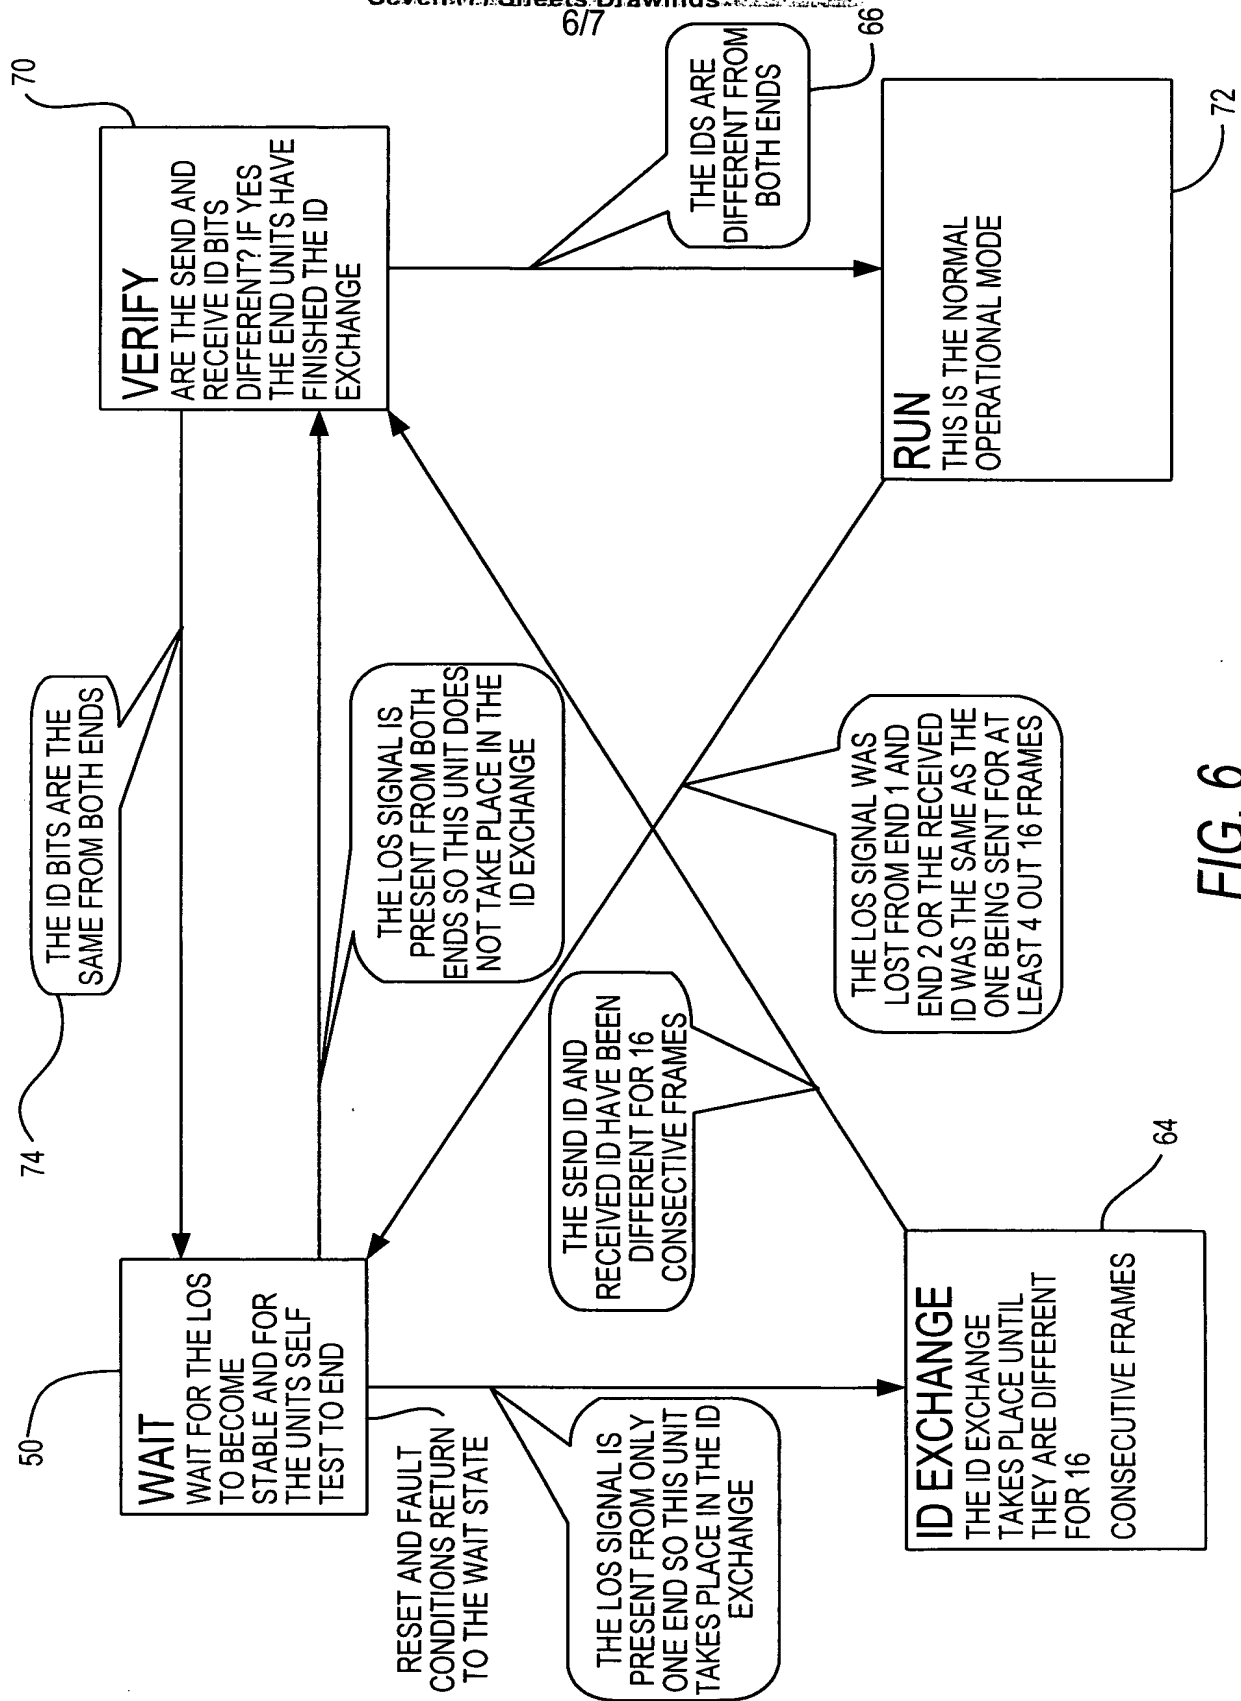 6/7
70
VERIFY
ARE THE SEND AND
RECEIVE ID BITS
DIFFERENT? IF YES
THE END UNITS HAVE
FINISHED THE ID
EXCHANGE
66
THE IDS ARE
DIFFERENT FROM
BOTH ENDS
72
RUN
THIS IS THE NORMAL
OPERATIONAL MODE
74
THE ID BITS ARE THE
SAME FROM BOTH ENDS
THE LOS SIGNAL IS
PRESENT FROM BOTH
ENDS SO THIS UNIT DOES
NOT TAKE PLACE IN THE
ID EXCHANGE
THE SEND ID AND
RECEIVED ID HAVE BEEN
DIFFERENT FOR 16
CONSECTIVE FRAMES
THE LOS SIGNAL WAS
LOST FROM END 1 AND
END 2 OR THE RECEIVED
ID WAS THE SAME AS THE
ONE BEING SENT FOR AT
LEAST 4 OUT 16 FRAMES
50
WAIT
WAIT FOR THE LOS
TO BECOME
STABLE AND FOR
THE UNITS SELF
TEST TO END
RESET AND FAULT
CONDITIONS RETURN
TO THE WAIT STATE
THE LOS SIGNAL IS
PRESENT FROM ONLY
ONE END SO THIS UNIT
TAKES PLACE IN THE ID
EXCHANGE
64
ID EXCHANGE
THE ID EXCHANGE
TAKES PLACE UNTIL
THEY ARE DIFFERENT
FOR 16
CONSECUTIVE FRAMES
FIG. 6